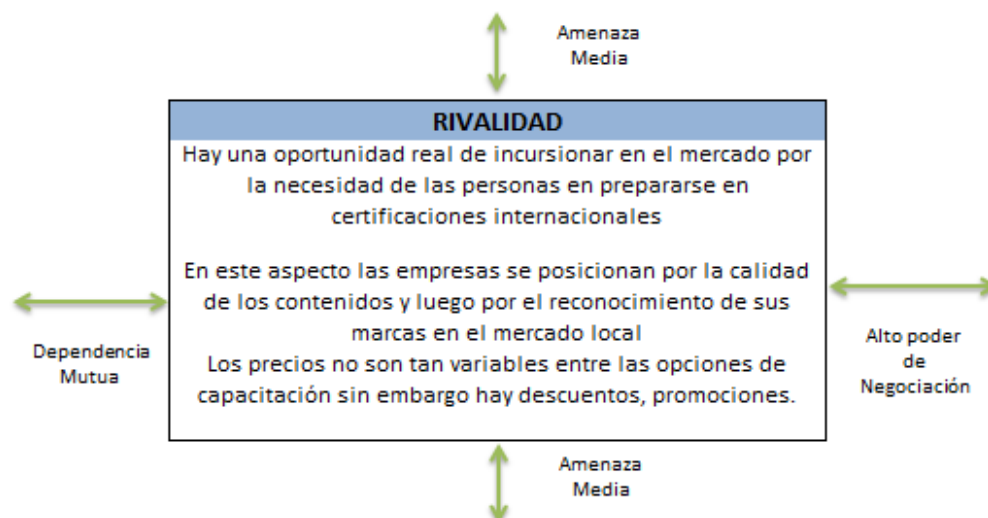 Amenaza
Media
RIVALIDAD
Hay una oportunidad real de incursionar en el mercado por
la necesidad de las personas en prepararse en
certificaciones internacionales
En este aspecto las empresas se posicionan por la calidad
de los contenidos y luego por el reconocimiento de sus
marcas en el mercado local
Los precios no son tan variables entre las opciones de
capacitación sin embargo hay descuentos, promociones.
Dependencia
Mutua
Alto poder
de
Negociación
Amenaza
Media